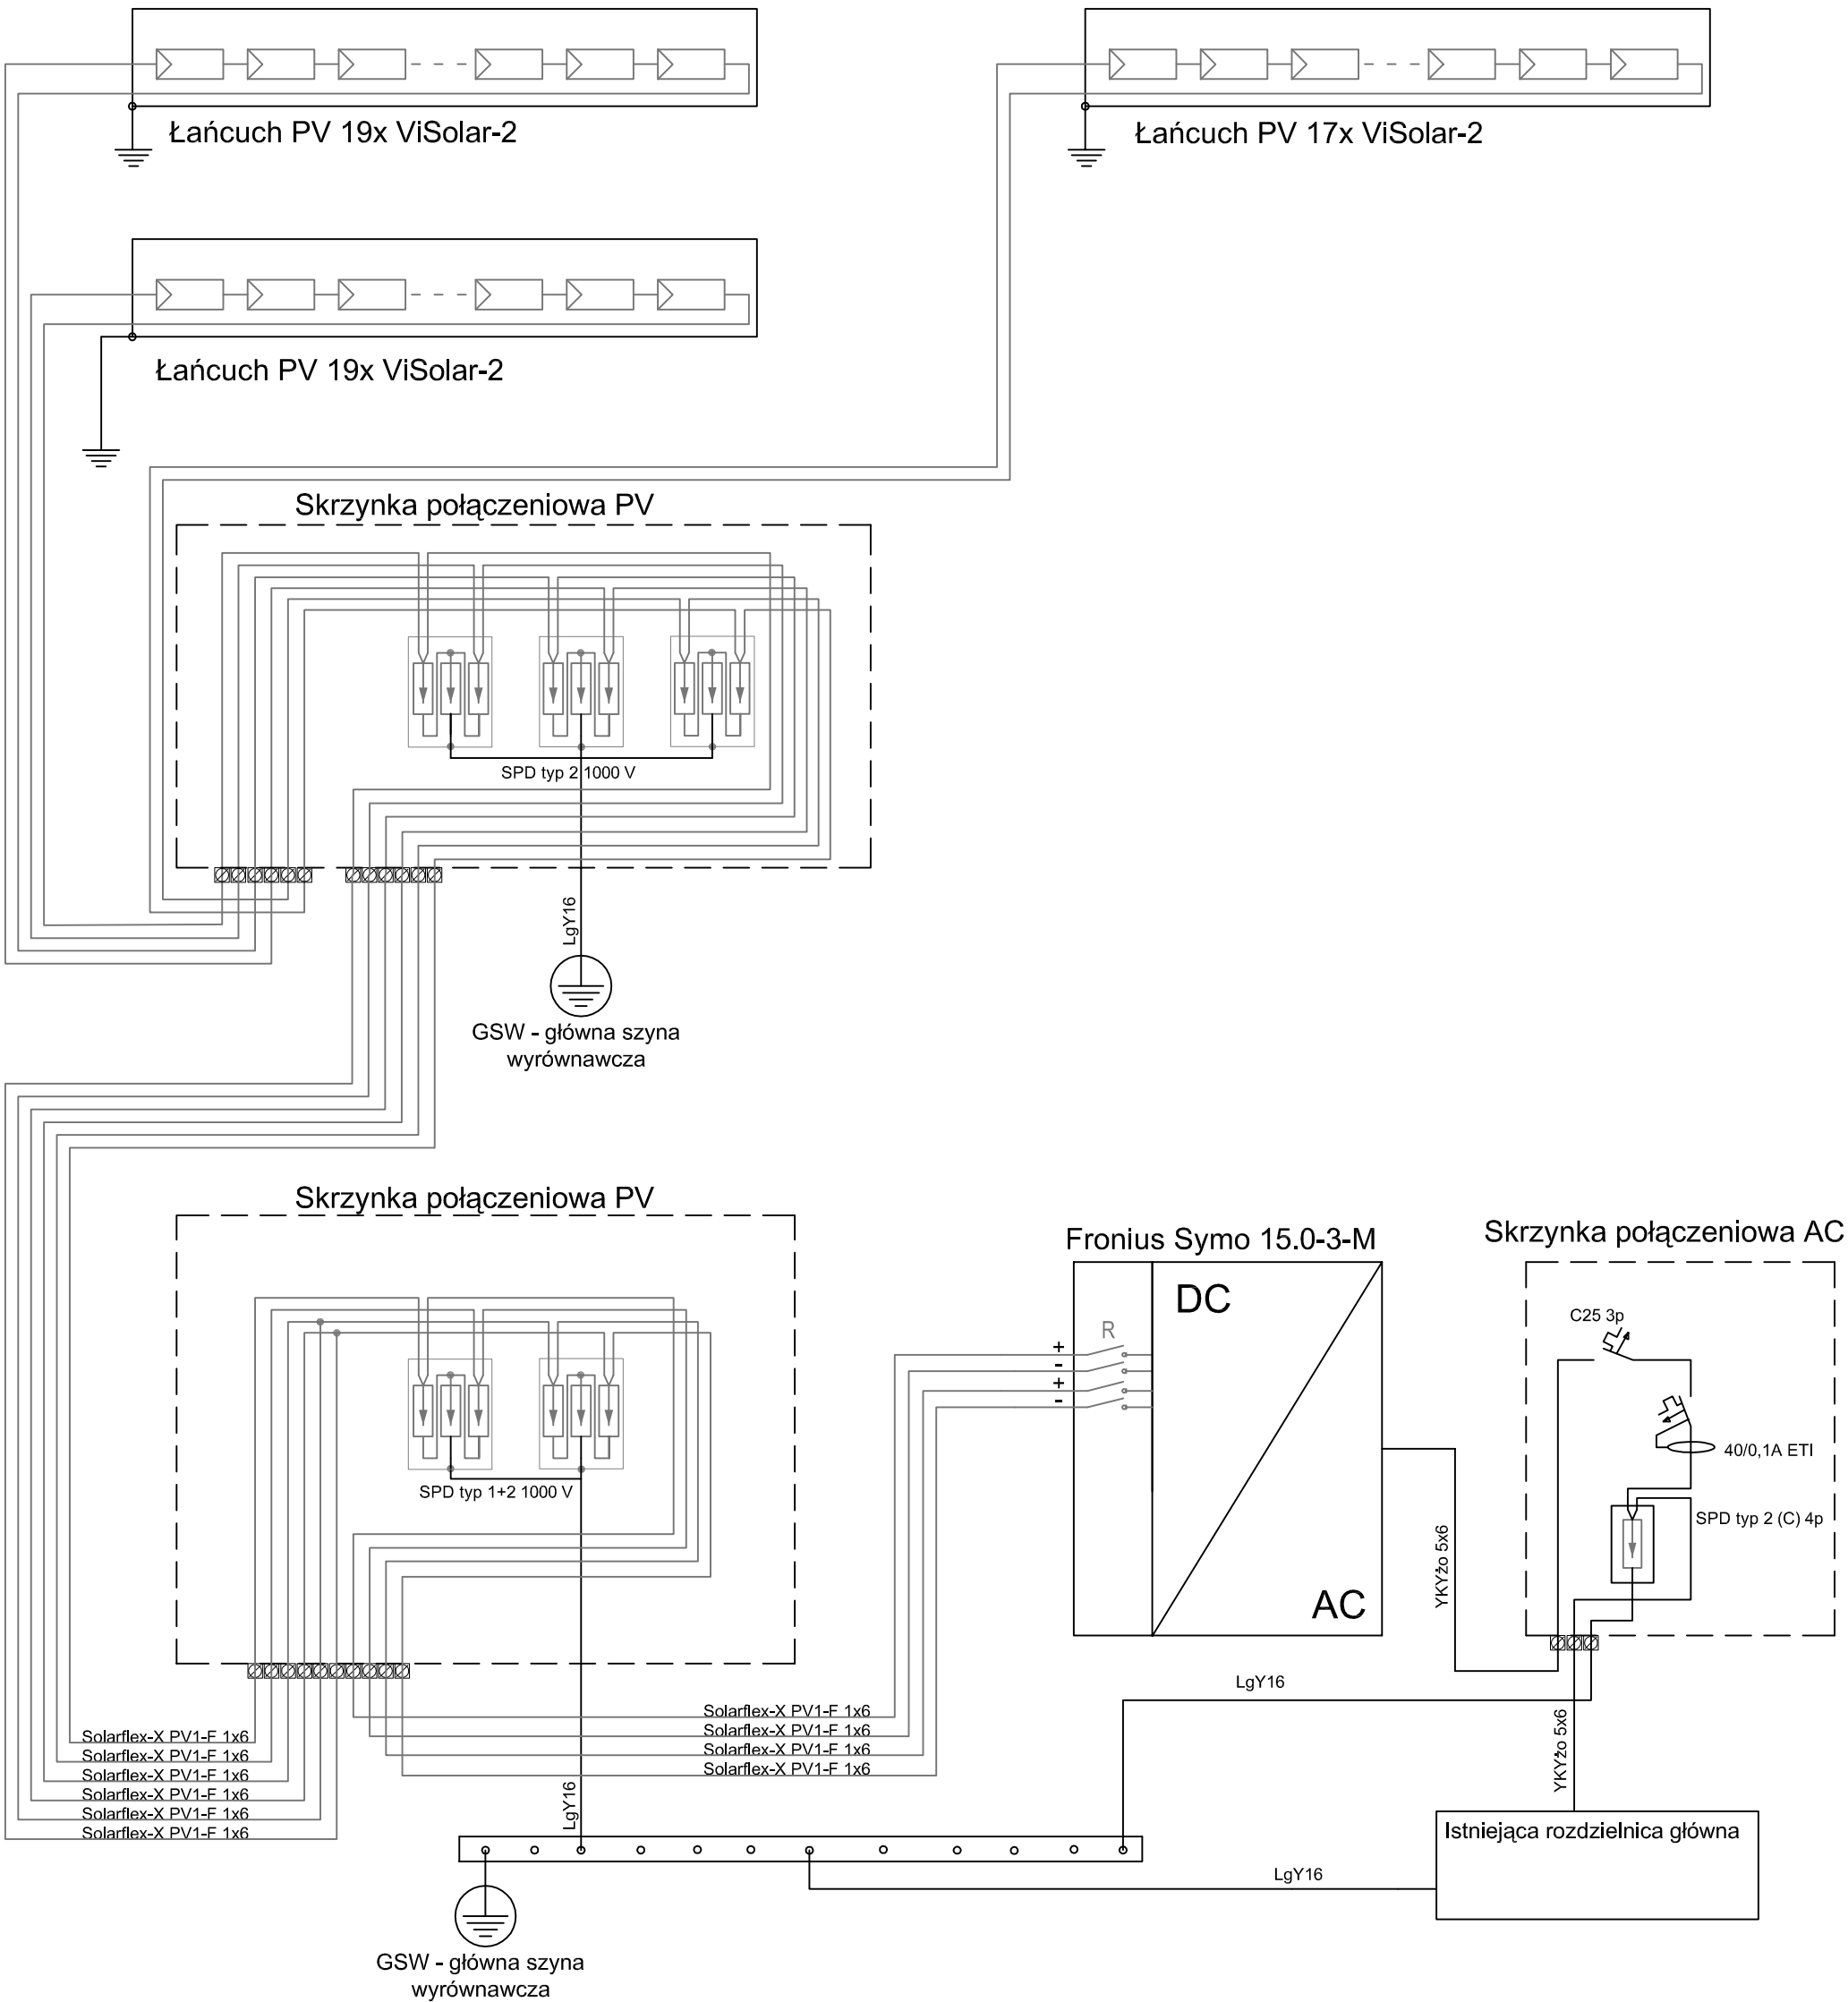 Łańcuch PV 19x ViSolar-2
Łańcuch PV 17x ViSolar-2
Łańcuch PV 19x ViSolar-2
Skrzynka połączeniowa PV
SPD typ 2 1000 V
LgY16
GSW - główna szyna
wyrównawcza
Skrzynka połączeniowa PV
SPD typ 1+2 1000 V
Fronius Symo 15.0-3-M
DC
R
+
-
+
-
AC
YKYżo 5x6
Skrzynka połączeniowa AC
C25 3p
40/0,1A ETI
SPD typ 2 (C) 4p
LgY16
YKYżo 5x6
Solarflex-X PV1-F 1x6
Solarflex-X PV1-F 1x6
Solarflex-X PV1-F 1x6
Solarflex-X PV1-F 1x6
Solarflex-X PV1-F 1x6
Solarflex-X PV1-F 1x6
Solarflex-X PV1-F 1x6
Solarflex-X PV1-F 1x6
Solarflex-X PV1-F 1x6
Solarflex-X PV1-F 1x6
LgY16
Istniejąca rozdzielnica główna
LgY16
GSW - główna szyna
wyrównawcza